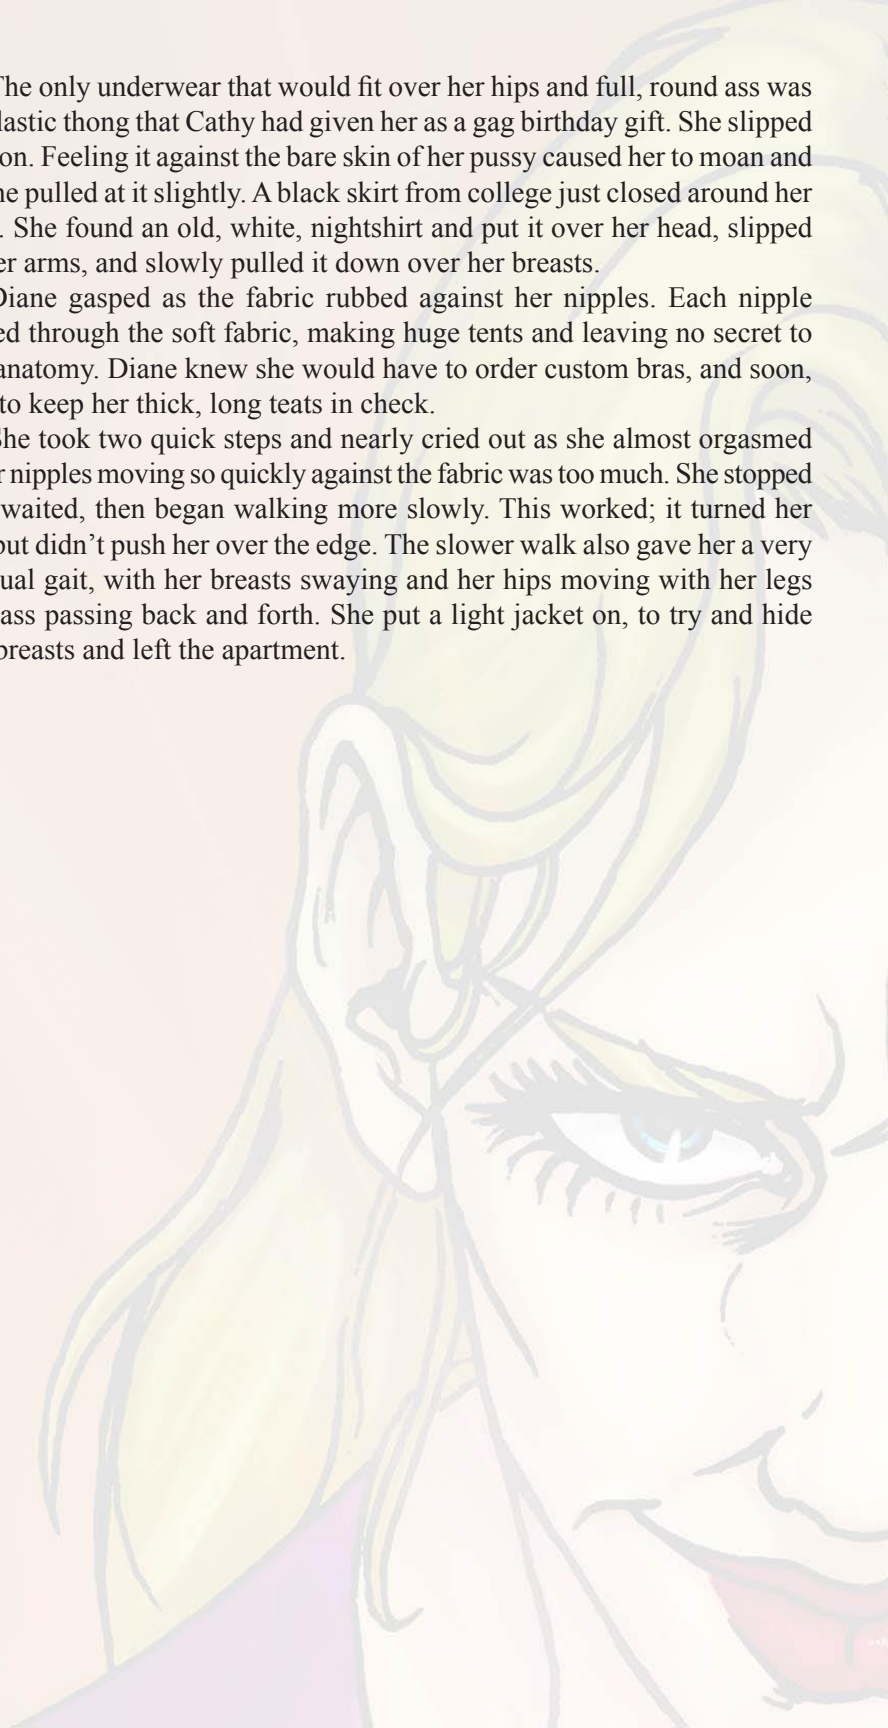 The only underwear that would fit over her hips and full, round ass was
lastic thong that Cathy had given her as a gag birthday gift. She slipped
on. Feeling it against the bare skin of her pussy caused her to moan and
he pulled at it slightly. A black skirt from college just closed around her
. She found an old, white, nightshirt and put it over her head, slipped
er arms, and slowly pulled it down over her breasts.
Diane gasped as the fabric rubbed against her nipples. Each nipple
ed through the soft fabric, making huge tents and leaving no secret to
anatomy. Diane knew she would have to order custom bras, and soon,
to keep her thick, long teats in check.
She took two quick steps and nearly cried out as she almost orgasmed
r nipples moving so quickly against the fabric was too much. She stopped
waited, then began walking more slowly. This worked; it turned her
but didn’t push her over the edge. The slower walk also gave her a very
ual gait, with her breasts swaying and her hips moving with her legs
ass passing back and forth. She put a light jacket on, to try and hide
breasts and left the apartment.